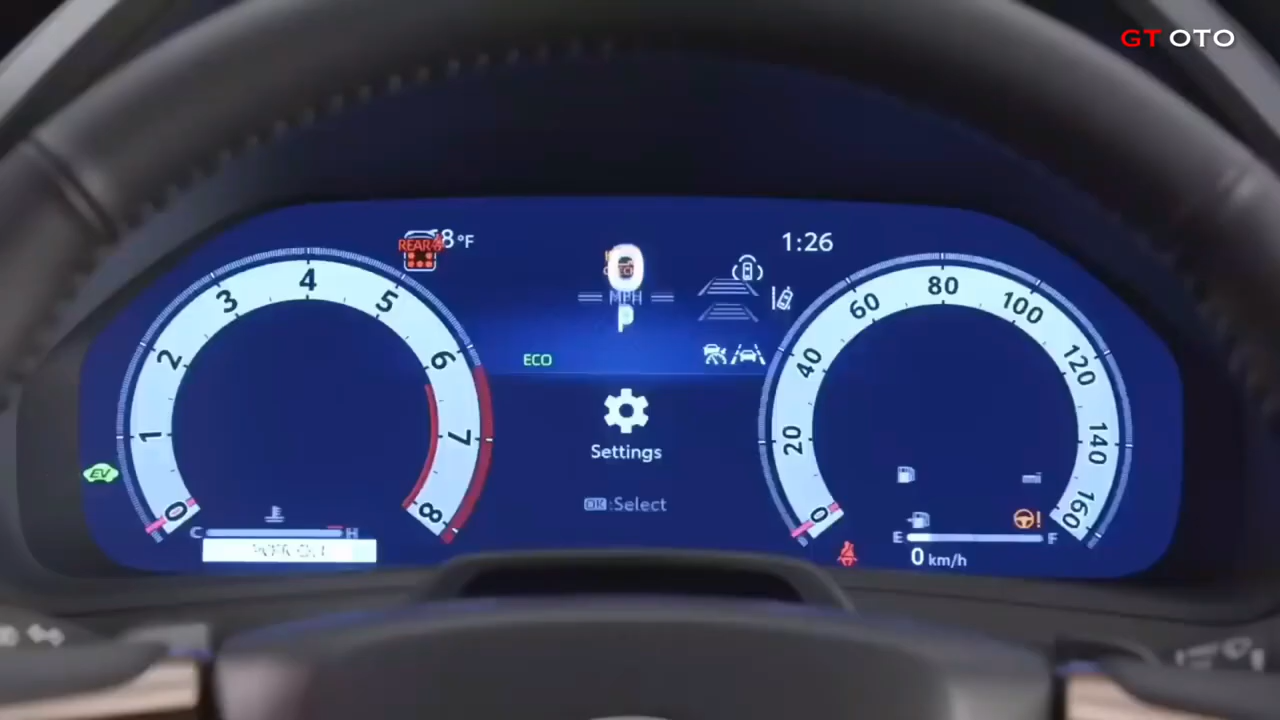 GT OTO
REAR
8°F
1:26
0
MPH
P
ECO
Settings
OK:Select
0 1 2 3 4 5 6 7 8
0 20 40 60 80 100 120 140 160
EV
C H
E F
0 km/h